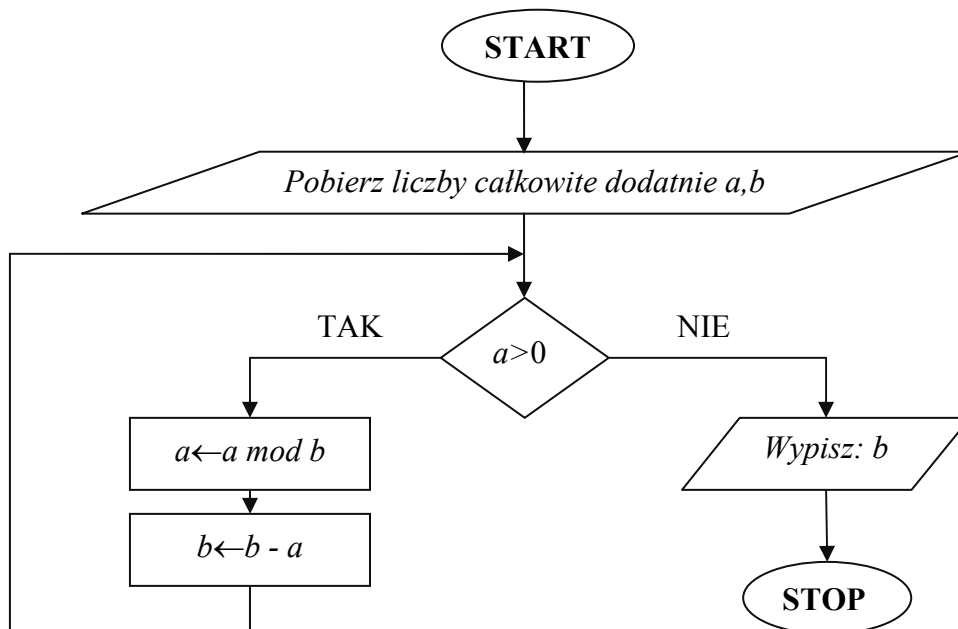 START
Pobierz liczby całkowite dodatnie a,b
TAK
NIE
a>0
a←a mod b
Wypisz: b
b←b - a
STOP